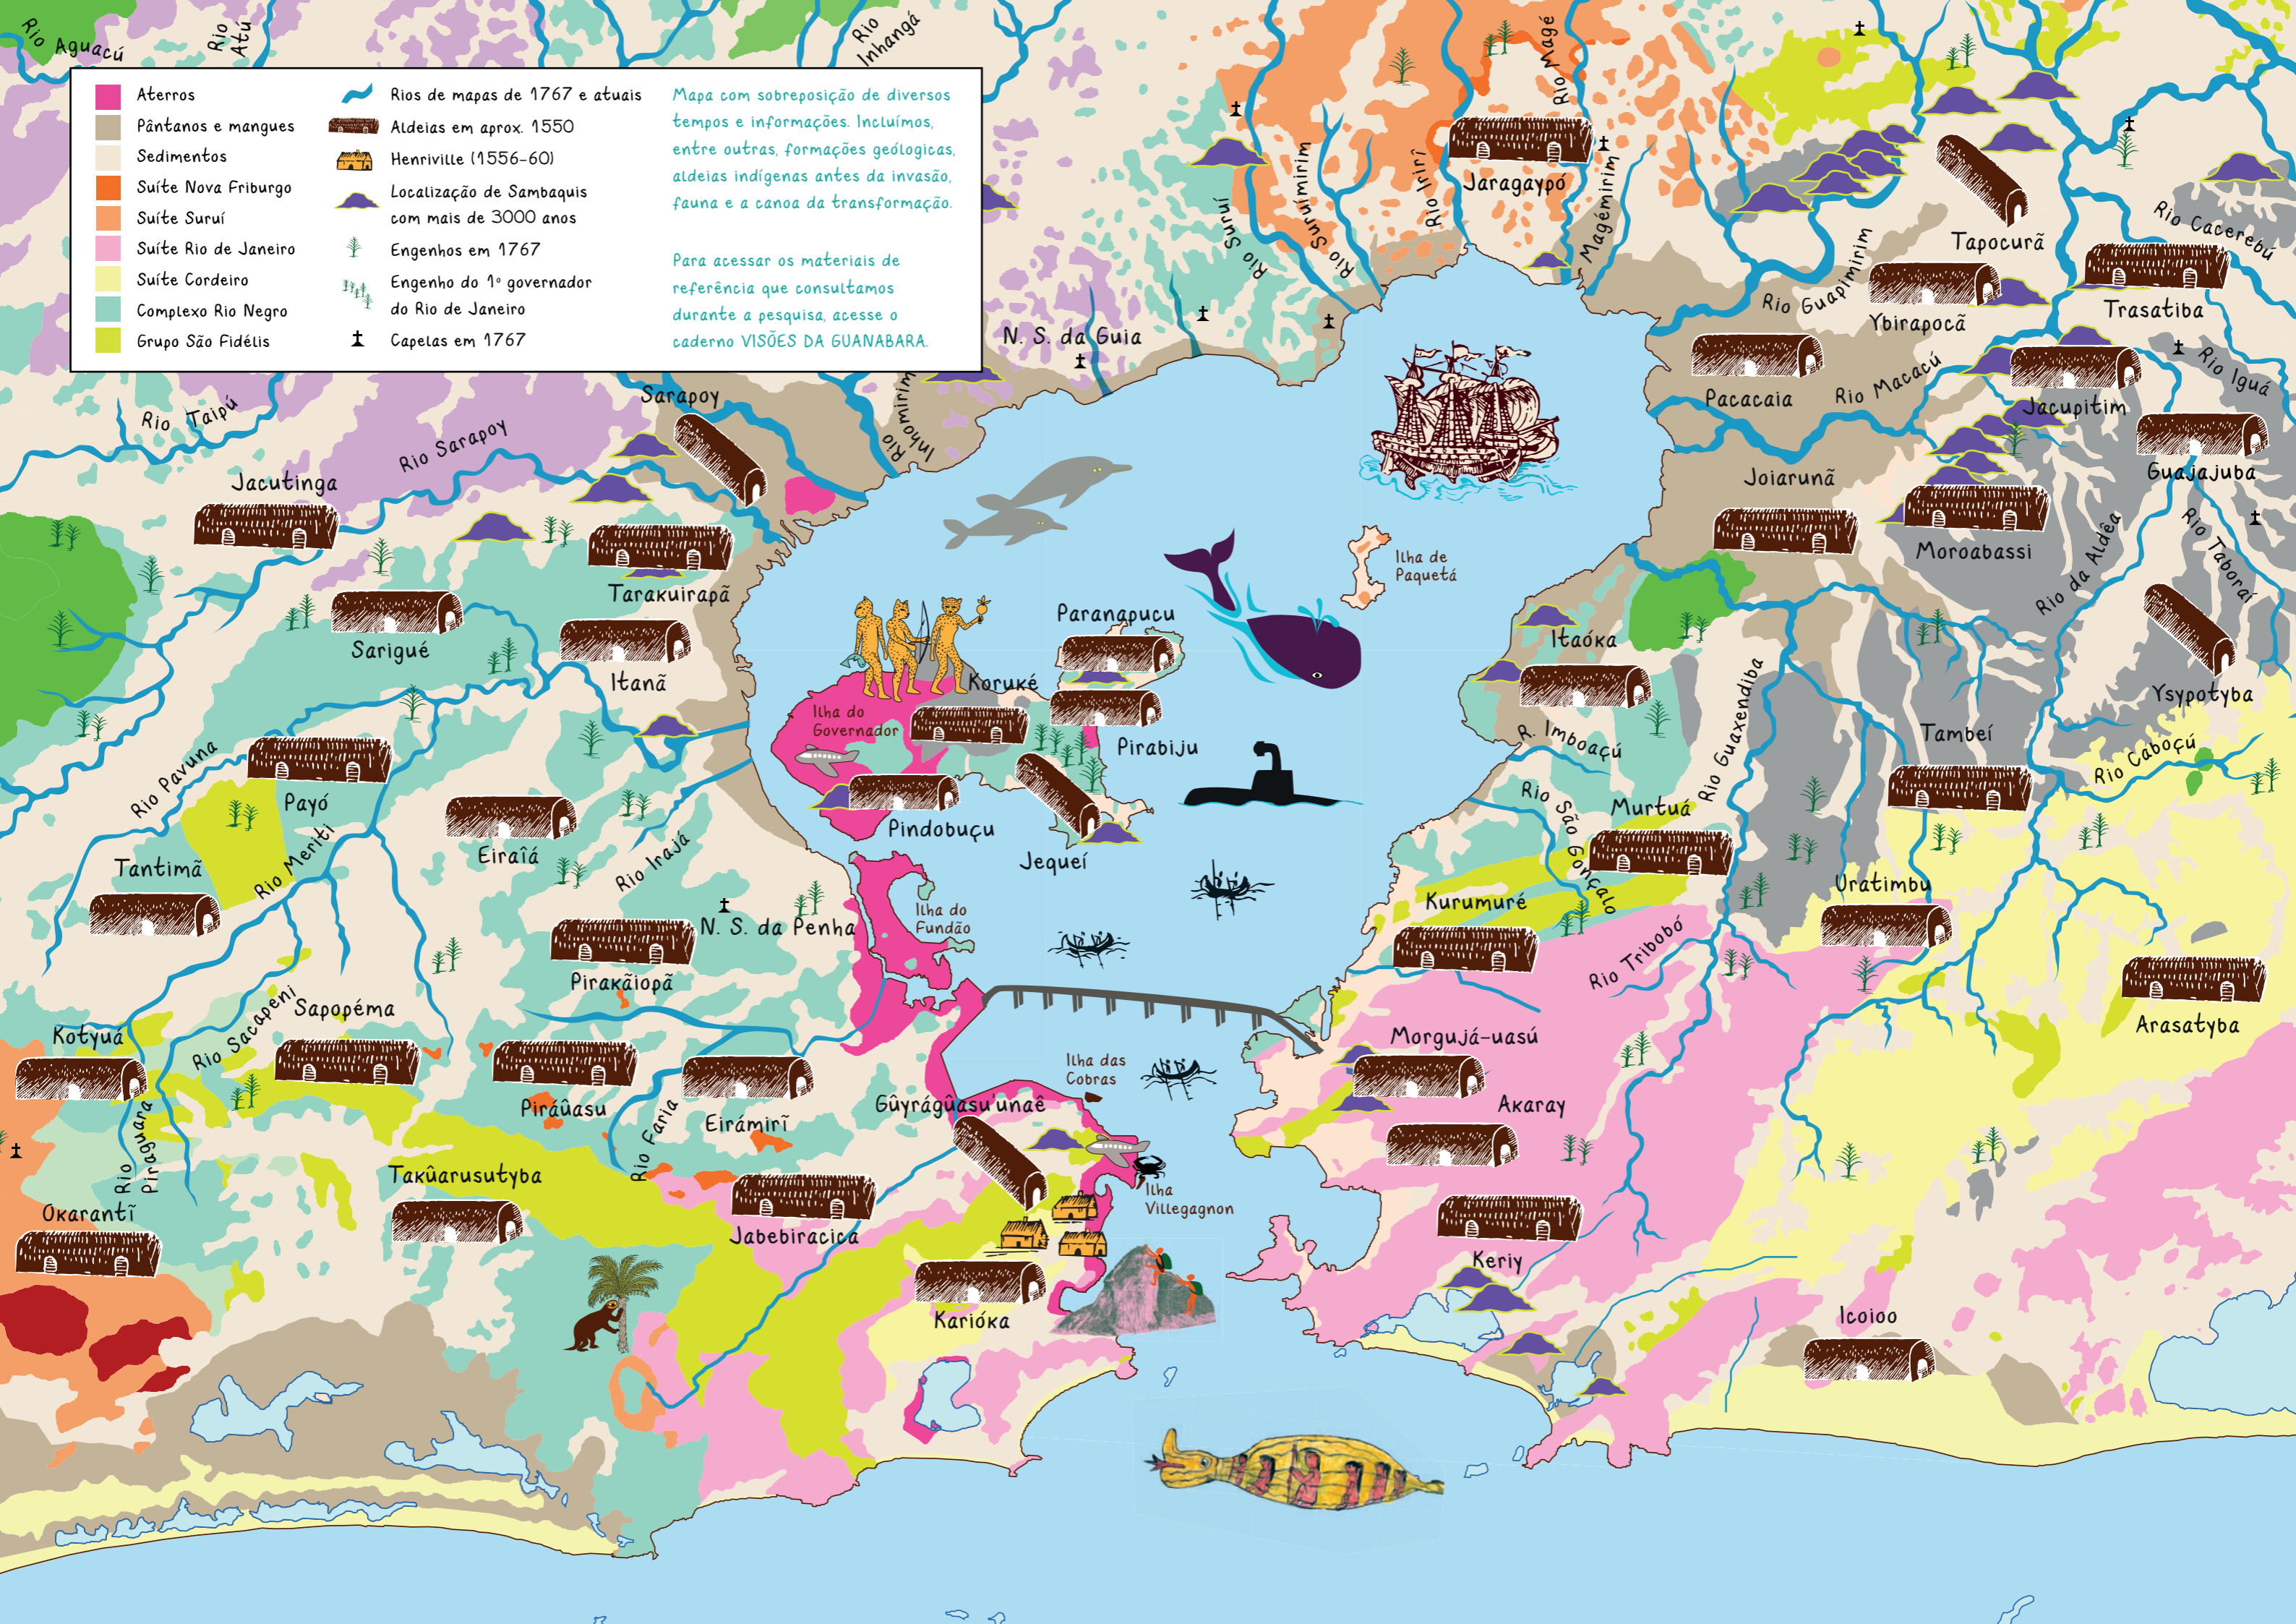 Rio Aguacú
Rio Atú
Rio Inhangá
Aterros
Pântanos e mangues
Sedimentos
Suíte Nova Friburgo
Suíte Suruí
Suíte Rio de Janeiro
Suíte Cordeiro
Complexo Rio Negro
Grupo São Fidélis
Rios de mapas de 1767 e atuais
Aldeias em aprox. 1550
Henriville (1556-60)
Localização de Sambaquis
com mais de 3000 anos
Engenhos em 1767
Engenho do 1º governador
do Rio de Janeiro
Capelas em 1767
Mapa com sobreposição de diversos
tempos e informações. Incluímos,
entre outras, formações geólogicas,
aldeias indígenas antes da invasão,
fauna e a canoa da transformação.
Para acessar os materiais de
referência que consultamos
durante a pesquisa, acesse o
caderno VISÕES DA GUANABARA.
Rio Magé
Rio Irirí
Jaragaypó
Magémirim
Rio Suruí
Rio Suruímirim
N. S. da Guia
Tapocurã
Rio Cacerebú
Rio Guapimirim
Ybirapocã
Trasatiba
Pacacaia
Rio Macacú
Rio Iguá
Jacupitim
Guajajuba
Joiarunã
Moroabassi
Rio da Aldêa
Rio Taboraí
Ysypotyba
Rio Taipú
Rio Sarapoy
Sarapoy
Rio Inhomirim
Jacutinga
Tarakuirapã
Sarigué
Itanã
Ilha de
Paquetá
Paranapucu
Koruké
Ilha do
Governador
Pirabiju
Pindobuçu
Jequeí
Itaóka
R. Imboaçú
Rio Guaxendiba
Tambeí
Rio Caboçú
Rio São Gonçalo
Murtuá
Uratimbu
Kurumuré
Rio Tribobó
Arasatyba
Rio Pavuna
Payó
Rio Meriti
Tantimã
Eiraîá
Rio Irajá
N. S. da Penha
Ilha do
Fundão
Pirakãiopã
Kotyuá
Rio Sacapeni
Sapopéma
Piráûasu
Rio Faria
Eirámirĩ
Gûyrágûasu'unaê
Ilha das
Cobras
Morgujá-uasú
Akaray
Rio Piraguara
Okarantĩ
Takûarusutyba
Jabebiracica
Ilha
Villegagnon
Karióka
Keriy
Icoioo